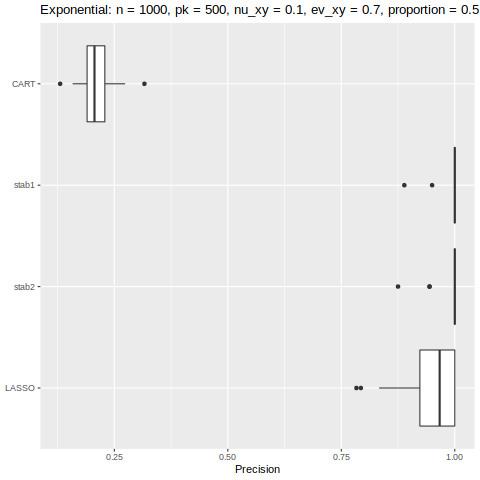 Exponential: n = 1000, pk = 500, nu_xy = 0.1, ev_xy = 0.7, proportion = 0.5
CART
stab1
stab2
LASSO
0.25 0.50 0.75 1.00
Precision